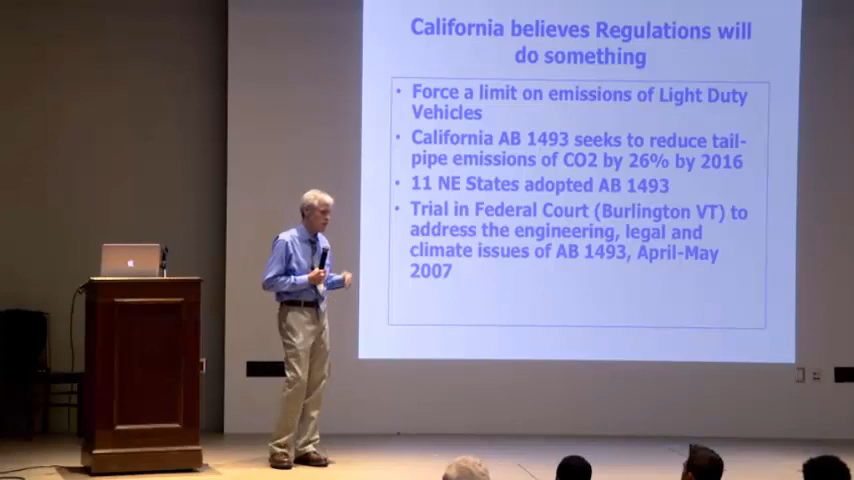 California believes Regulations will
do something
• Force a limit on emissions of Light Duty
Vehicles
• California AB 1493 seeks to reduce tail-
pipe emissions of CO2 by 26% by 2016
• 11 NE States adopted AB 1493
• Trial in Federal Court (Burlington VT) to
address the engineering, legal and
climate issues of AB 1493, April-May
2007